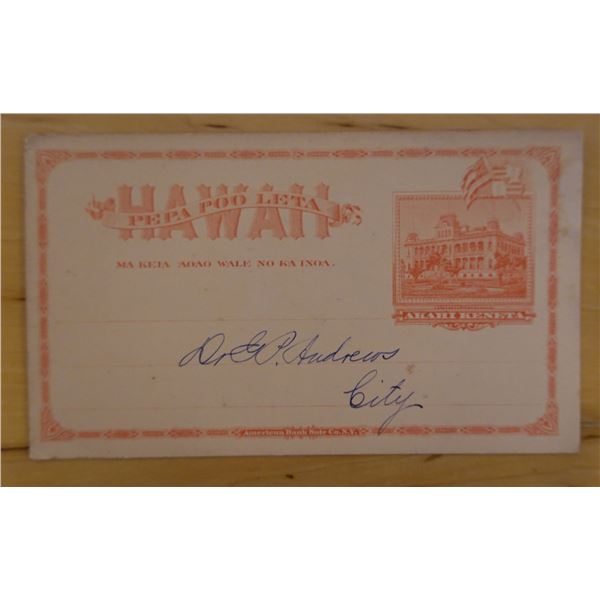 HAWAII
PEPA POO LETA
MA KEIA AOAO WALE NO KA INOA.
AKAHI KENETA.
Dr G. P. Andrews
City
American Bank Note Co. N.Y.